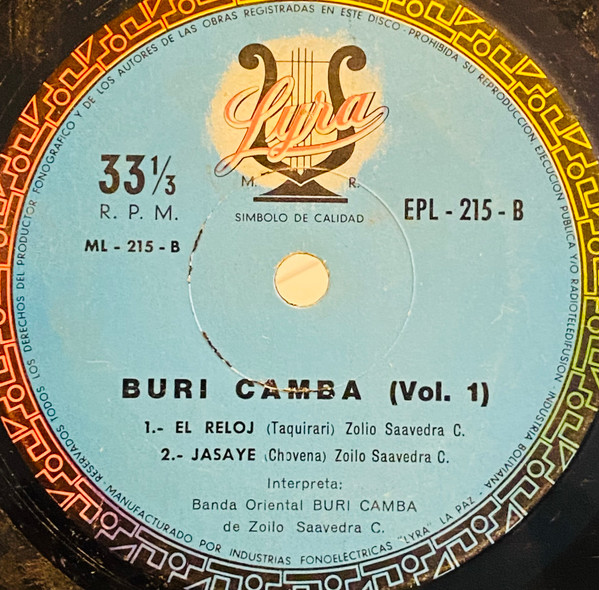 RESERVADOS TODOS LOS DERECHOS DEL PRODUCTOR FONOGRAFICO Y DE LOS AUTORES DE LAS OBRAS REGISTRADAS EN ESTE DISCO - PROHIBIDA SU REPRODUCCION EJECUCION PUBLICA Y/O RADIOTELEDIFUSION - INDUSTRIA BOLIVIANA
Lyra
M. R.
SIMBOLO DE CALIDAD
33 1/3
R. P. M.
ML - 215 - B
EPL - 215 - B
BURI CAMBA (Vol. 1)
1.- EL RELOJ (Taquirari) Zolio Saavedra C.
2.- JASAYE (Chovena) Zoilo Saavedra C.
Interpreta:
Banda Oriental BURI CAMBA
de Zoilo Saavedra C.
MANUFACTURADO POR INDUSTRIAS FONOELECTRICAS "LYRA" LA PAZ -